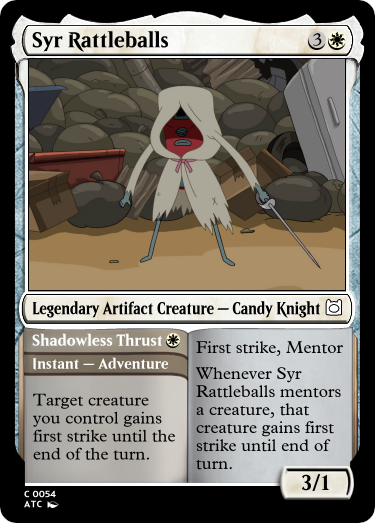 Syr Rattleballs 3
Legendary Artifact Creature — Candy Knight
Shadowless Thrust
Instant — Adventure
Target creature
you control gains
first strike until the
end of the turn.
First strike, Mentor
Whenever Syr
Rattleballs mentors
a creature, that
creature gains first
strike until end of
turn.
3/1
C 0054
ATC